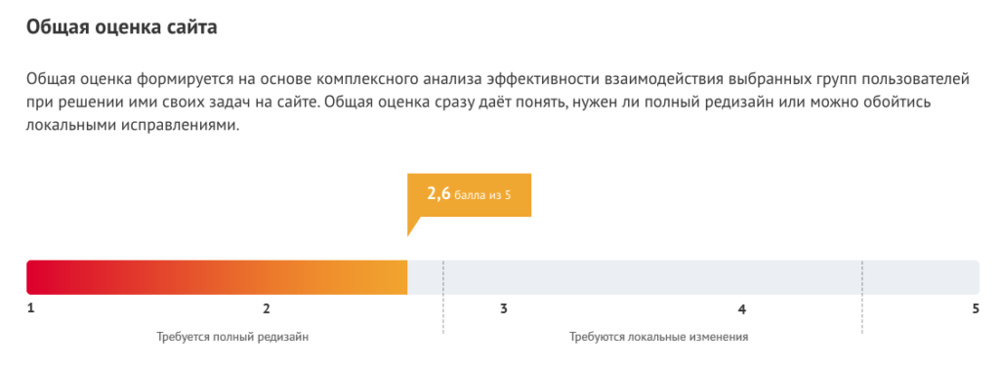 Общая оценка сайта
Общая оценка формируется на основе комплексного анализа эффективности взаимодействия выбранных групп пользователей
при решении ими своих задач на сайте. Общая оценка сразу даёт понять, нужен ли полный редизайн или можно обойтись
локальными исправлениями.
2,6 балла из 5
1 2 3 4 5
Требуется полный редизайн Требуются локальные изменения